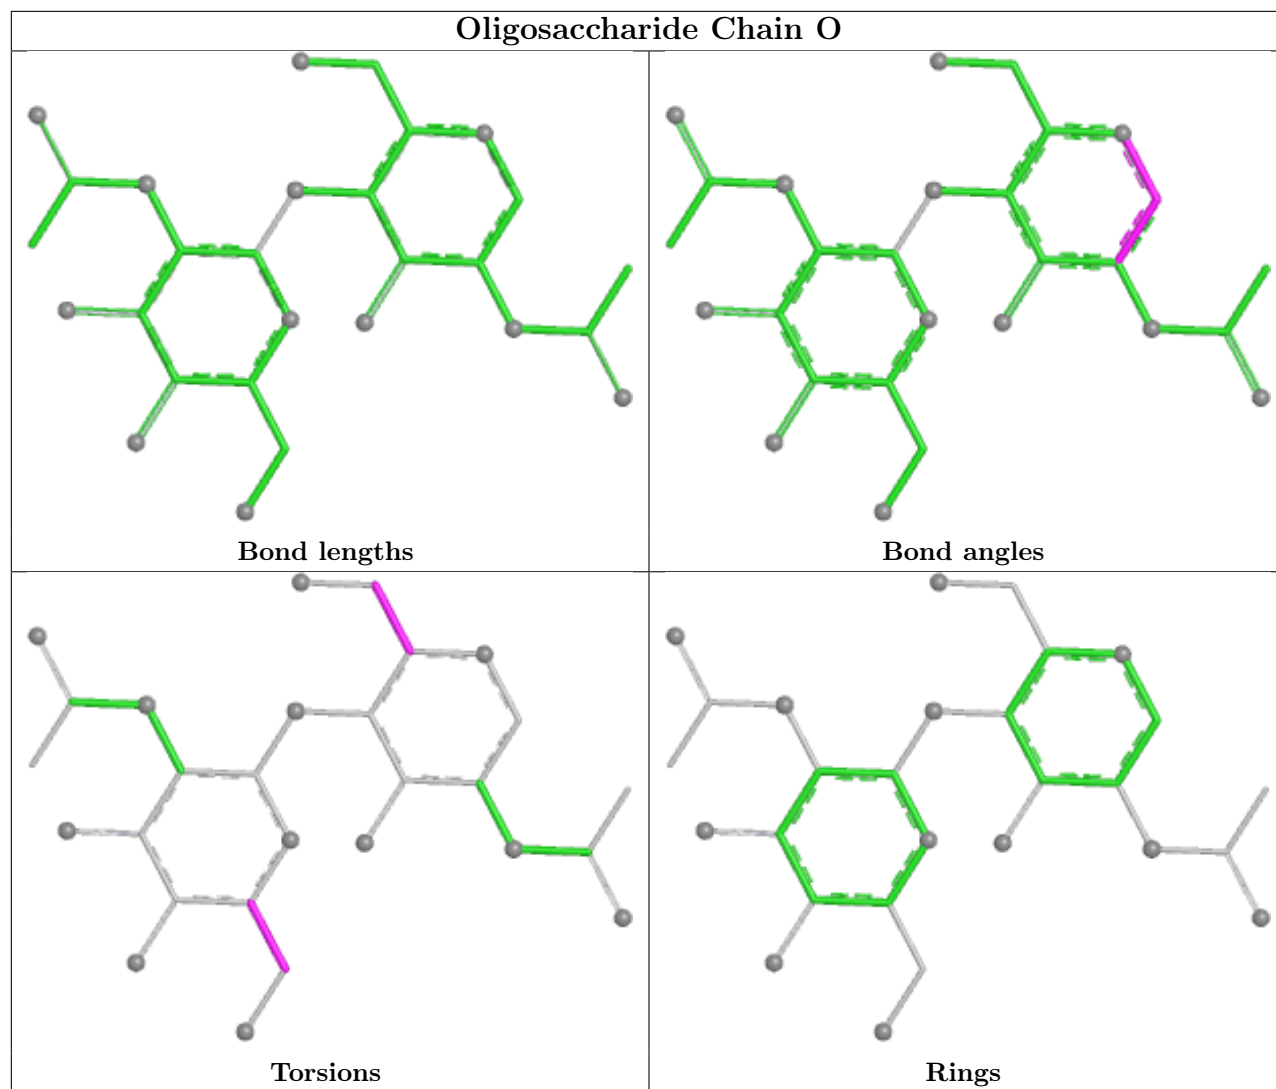 Oligosaccharide Chain O
Bond lengths
Bond angles
Torsions
Rings